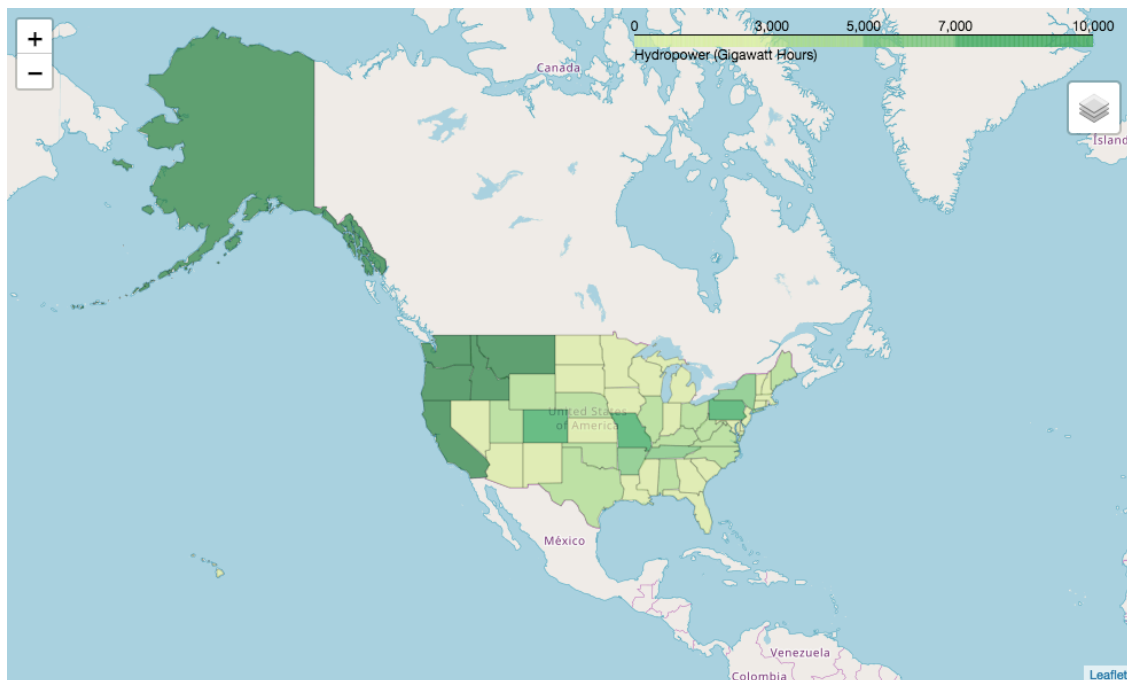 +
−
0 3,000 5,000 7,000 10,000
Hydropower (Gigawatt Hours)
Canada
Ísland
United States
of America
México
Venezuela
Colombia
Leaflet